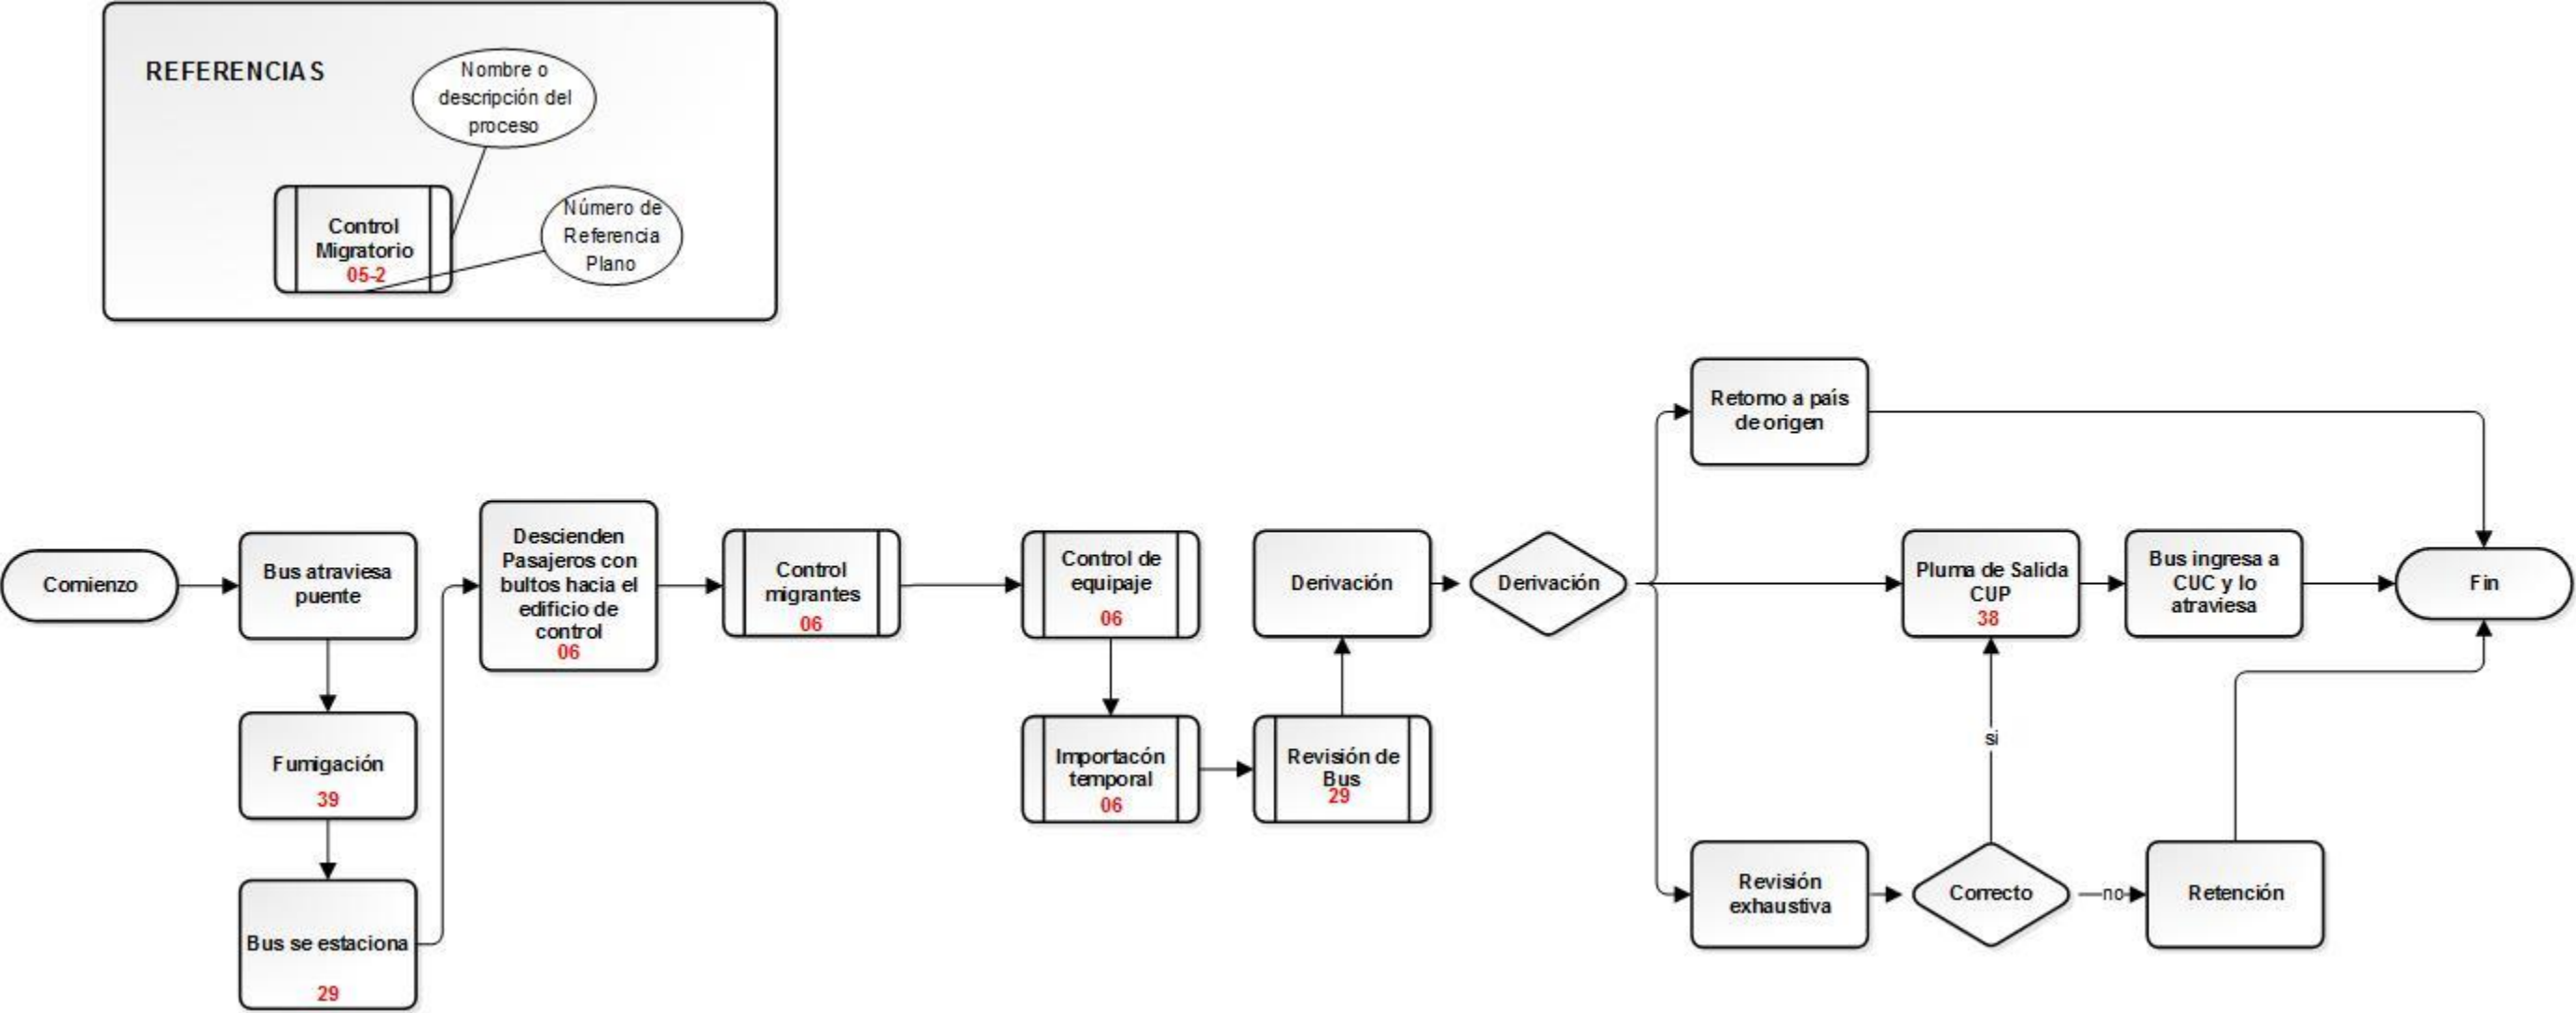 REFERENCIAS
Nombre o
descripción del
proceso
Control
Migratorio
05-2
Número de
Referencia
Plano
Comienzo
Bus atraviesa
puente
Fumigación
39
Bus se estaciona
29
Descienden
Pasajeros con
bultos hacia el
edificio de
control
06
Control
migrantes
06
Control de
equipaje
06
Importacón
temporal
06
Revisión de
Bus
29
Derivación
Derivación
Retorno a país
de origen
Pluma de Salida
CUP
38
Bus ingresa a
CUC y lo
atraviesa
Fin
si
Revisión
exhaustiva
Correcto
no
Retención